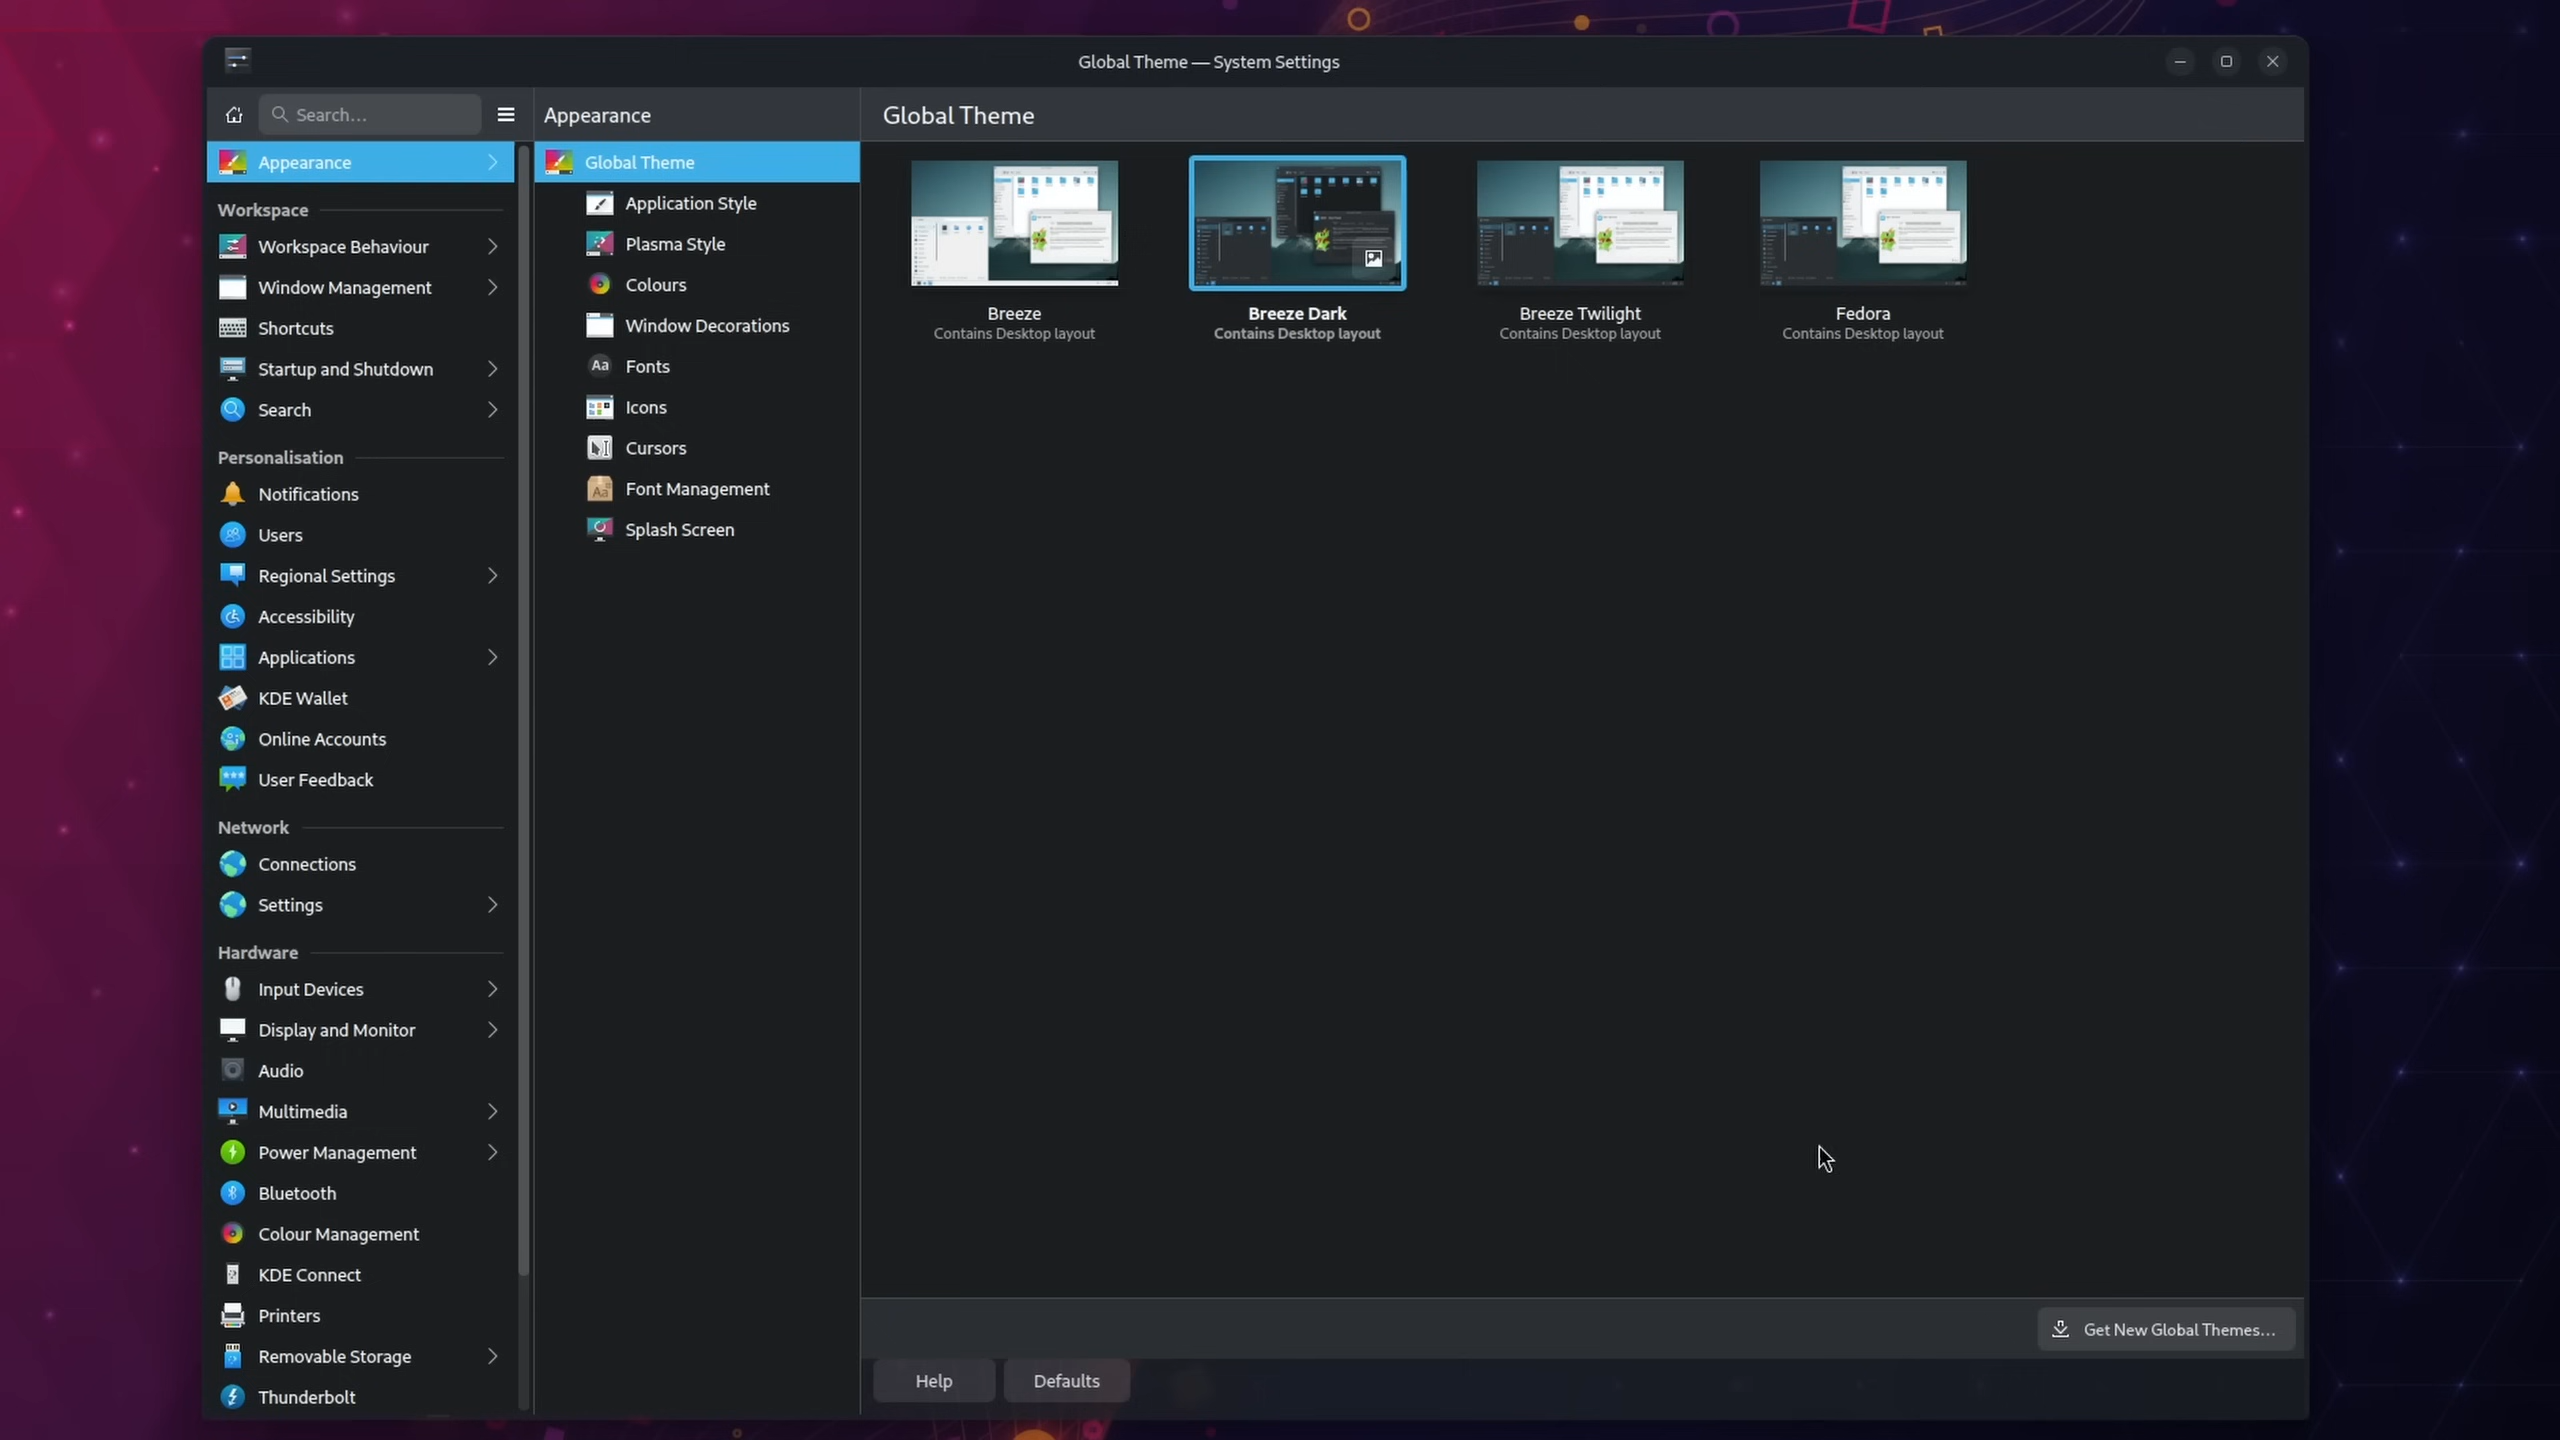 Global Theme — System Settings
Search...
Appearance
Workspace
Workspace Behaviour
Window Management
Shortcuts
Startup and Shutdown
Search
Personalisation
Notifications
Users
Regional Settings
Accessibility
Applications
KDE Wallet
Online Accounts
User Feedback
Network
Connections
Settings
Hardware
Input Devices
Display and Monitor
Audio
Multimedia
Power Management
Bluetooth
Colour Management
KDE Connect
Printers
Removable Storage
Thunderbolt
Appearance
Global Theme
Application Style
Plasma Style
Colours
Window Decorations
Aa Fonts
Icons
Cursors
Aa Font Management
Splash Screen
Global Theme
Breeze
Contains Desktop layout
Breeze Dark
Contains Desktop layout
Breeze Twilight
Contains Desktop layout
Fedora
Contains Desktop layout
Get New Global Themes...
Help
Defaults